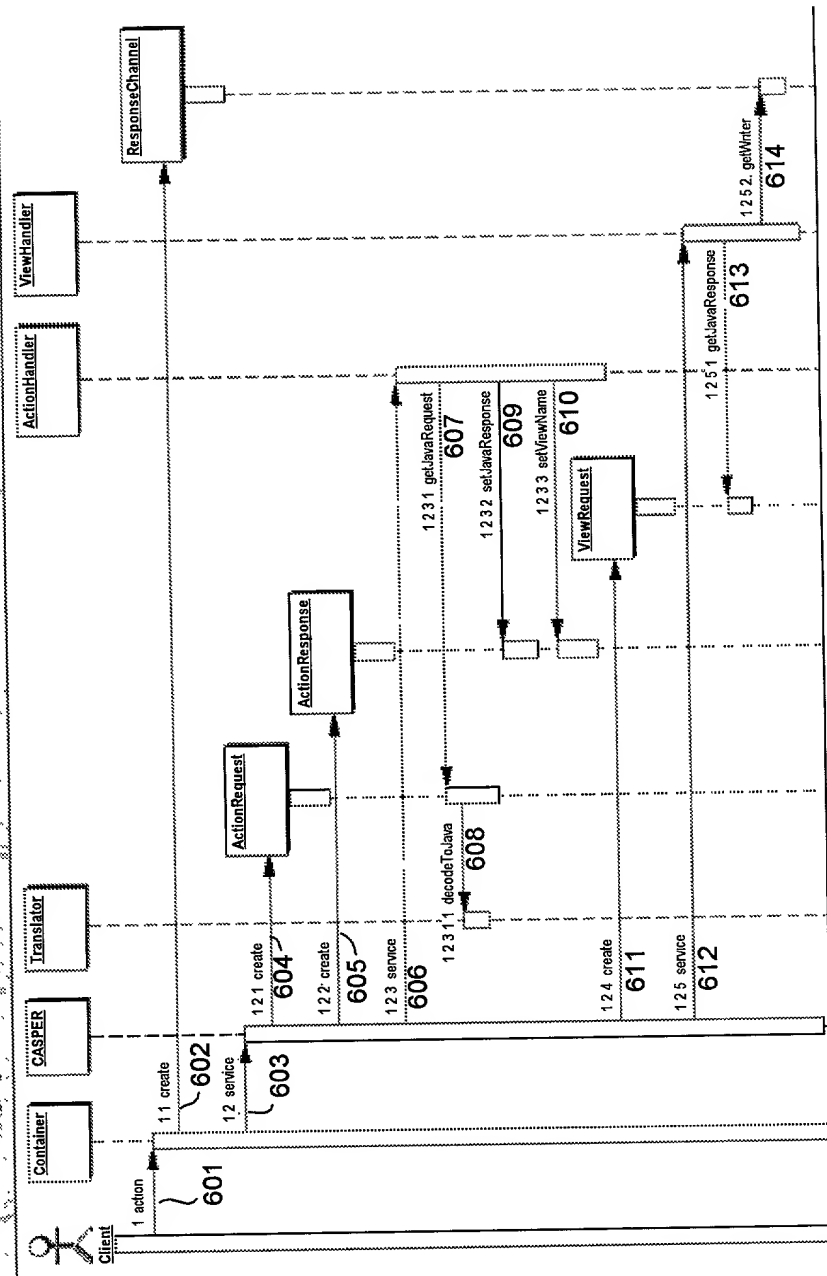 Client
Container
CASPER
Translator
ActionHandler
ViewHandler
ResponseChannel
ActionRequest
ActionResponse
ViewRequest
1 action
601
1 1 create
602
1 2 service
603
1 2 1 create
604
1 2 2 create
605
1 2 3 service
606
1 2 3 1 getJavaRequest
607
1 2 3 1 1 decodeToJava
608
1 2 3 2 setJavaResponse
609
1 2 3 3 setViewName
610
1 2 4 create
611
1 2 5 service
612
1 2 5 1 getJavaResponse
613
1 2 5 2. getWriter
614